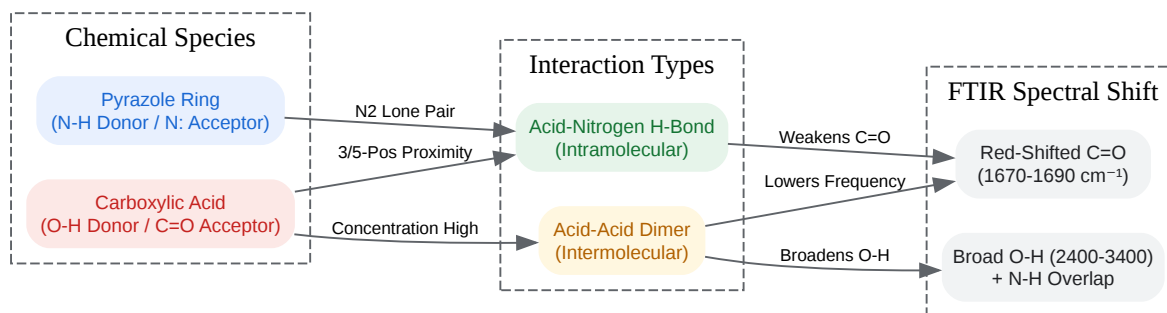 Chemical Species
Pyrazole Ring
(N-H Donor / N: Acceptor)
Carboxylic Acid
(O-H Donor / C=O Acceptor)
N2 Lone Pair
3/5-Pos Proximity
Concentration High
Interaction Types
Acid-Nitrogen H-Bond
(Intramolecular)
Acid-Acid Dimer
(Intermolecular)
Weakens C=O
Lowers Frequency
Broadens O-H
FTIR Spectral Shift
Red-Shifted C=O
(1670-1690 cm⁻¹)
Broad O-H (2400-3400)
+ N-H Overlap